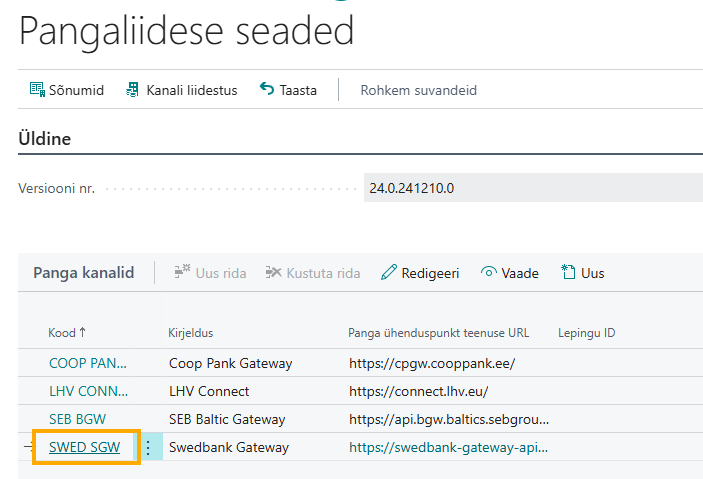 Pangaliidese seaded
Sõnumid Kanali liidestus Taasta Rohkem suvandeid
Üldine
Versiooni nr. 24.0.241210.0
Panga kanalid Uus rida Kustuta rida Redigeeri Vaade Uus
Kood ↑ Kirjeldus Panga ühenduspunkt teenuse URL Lepingu ID
COOP PAN... Coop Pank Gateway https://cpgw.cooppank.ee/
LHV CONN... LHV Connect https://connect.lhv.eu/
SEB BGW SEB Baltic Gateway https://api.bgw.baltics.sebgrou...
SWED SGW Swedbank Gateway https://swedbank-gateway-api...